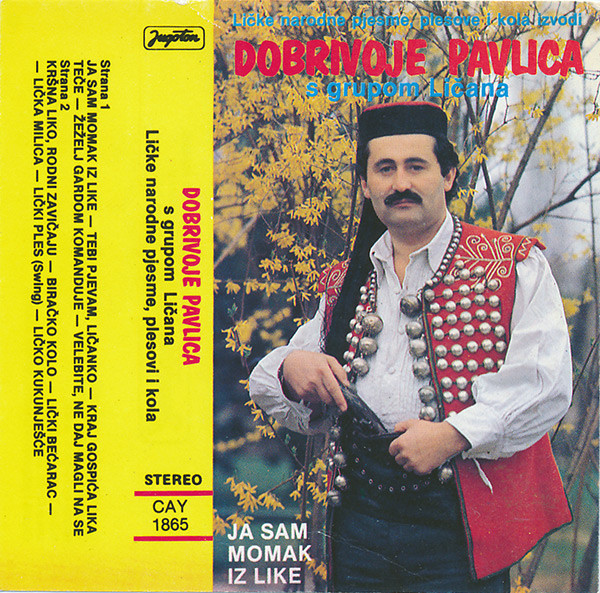 Ličke narodne pjesme, plesove i kola izvodi
DOBRIVOJE PAVLICA
s grupom Ličana
JA SAM
MOMAK
IZ LIKE
Jugoton
DOBRIVOJE PAVLICA
s grupom Ličana
Ličke narodne pjesme, plesovi i kola
STEREO
CAY
1865
Strana 1
JA SAM MOMAK IZ LIKE — TEBI PJEVAM, LIČANKO — KRAJ GOSPIĆA LIKA
TEČE — ŽEŽELJ GARDOM KOMANDUJE — VELEBITE, NE DAJ MAGLI NA SE
Strana 2
KRŠNA LIKO, RODNI ZAVIČAJU — BIRAČKO KOLO — LIČKI BEĆARAC —
— LIČKA MILICA — LIČKI PLES (Swing) — LIČKO KUKUNJEŠĆE